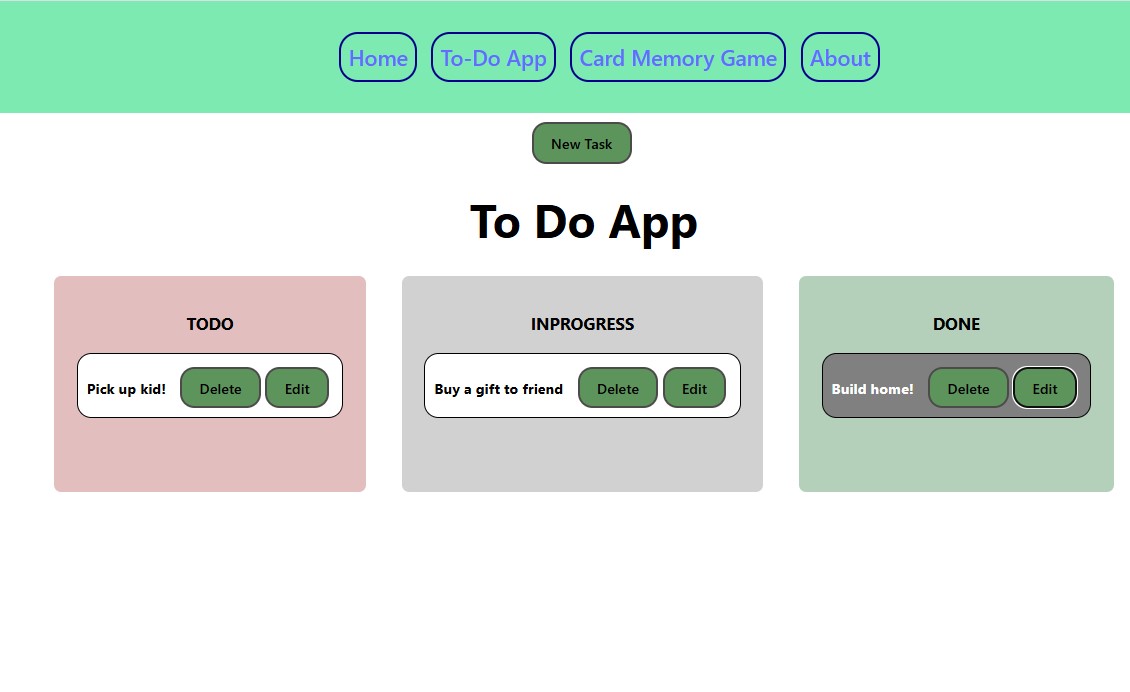 Home To-Do App Card Memory Game About
New Task
To Do App
TODO
Pick up kid! Delete Edit
INPROGRESS
Buy a gift to friend Delete Edit
DONE
Build home! Delete Edit